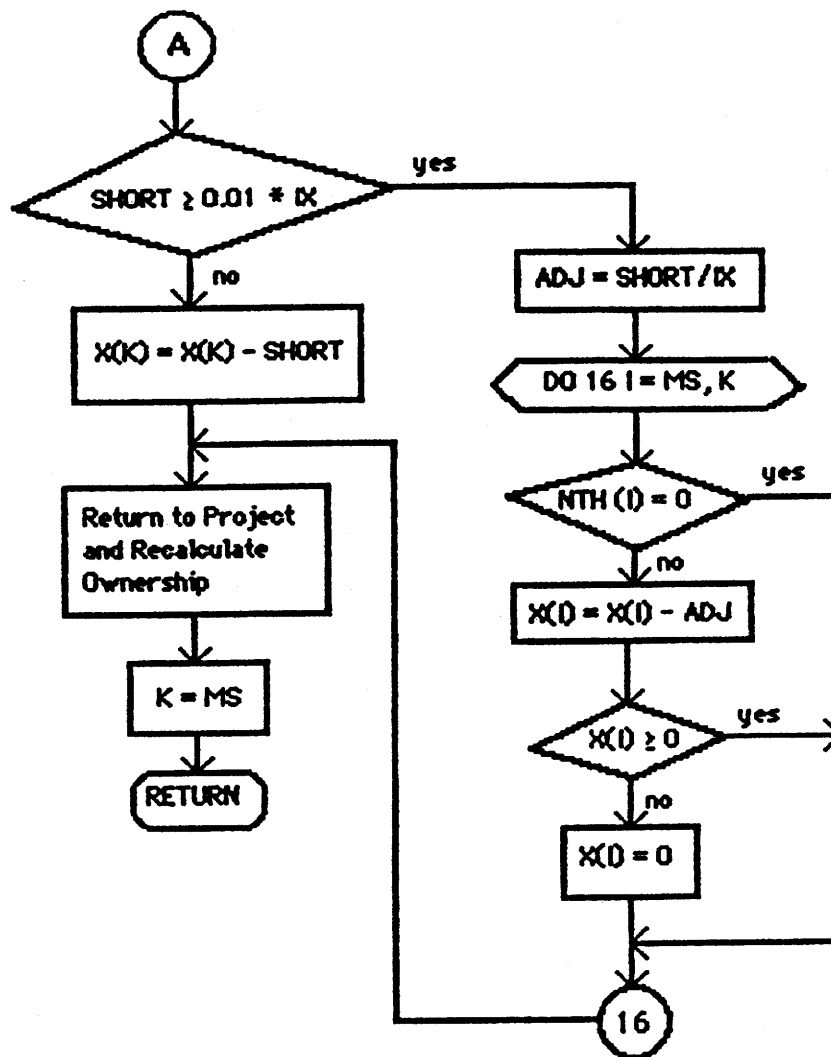 A
SHORT ≥ 0.01 * IX
yes
no
X(K) = X(K) - SHORT
Return to Project
and Recalculate
Ownership
K = MS
RETURN
ADJ = SHORT/IX
DO 16 I = MS, K
NTH (I) = 0
yes
no
X(I) = X(I) - ADJ
X(I) ≥ 0
yes
no
X(I) = 0
16